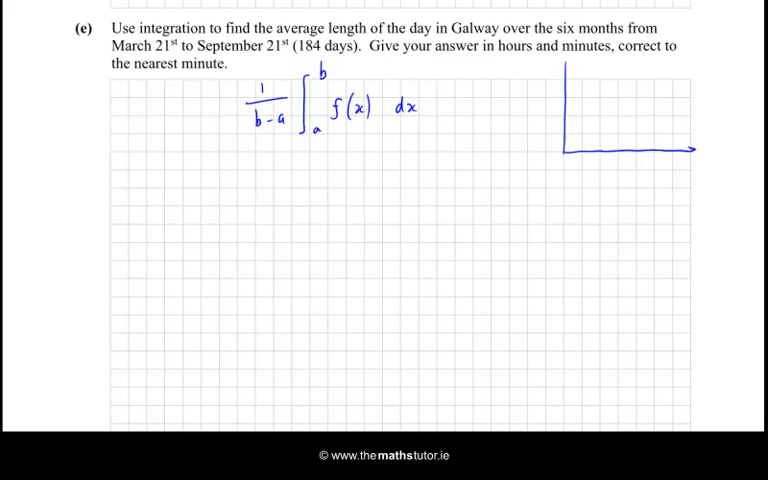 (e) Use integration to find the average length of the day in Galway over the six months from
March 21st to September 21st (184 days). Give your answer in hours and minutes, correct to
the nearest minute.
1/(b-a) ∫_a^b f(x) dx
© www.themathstutor.ie